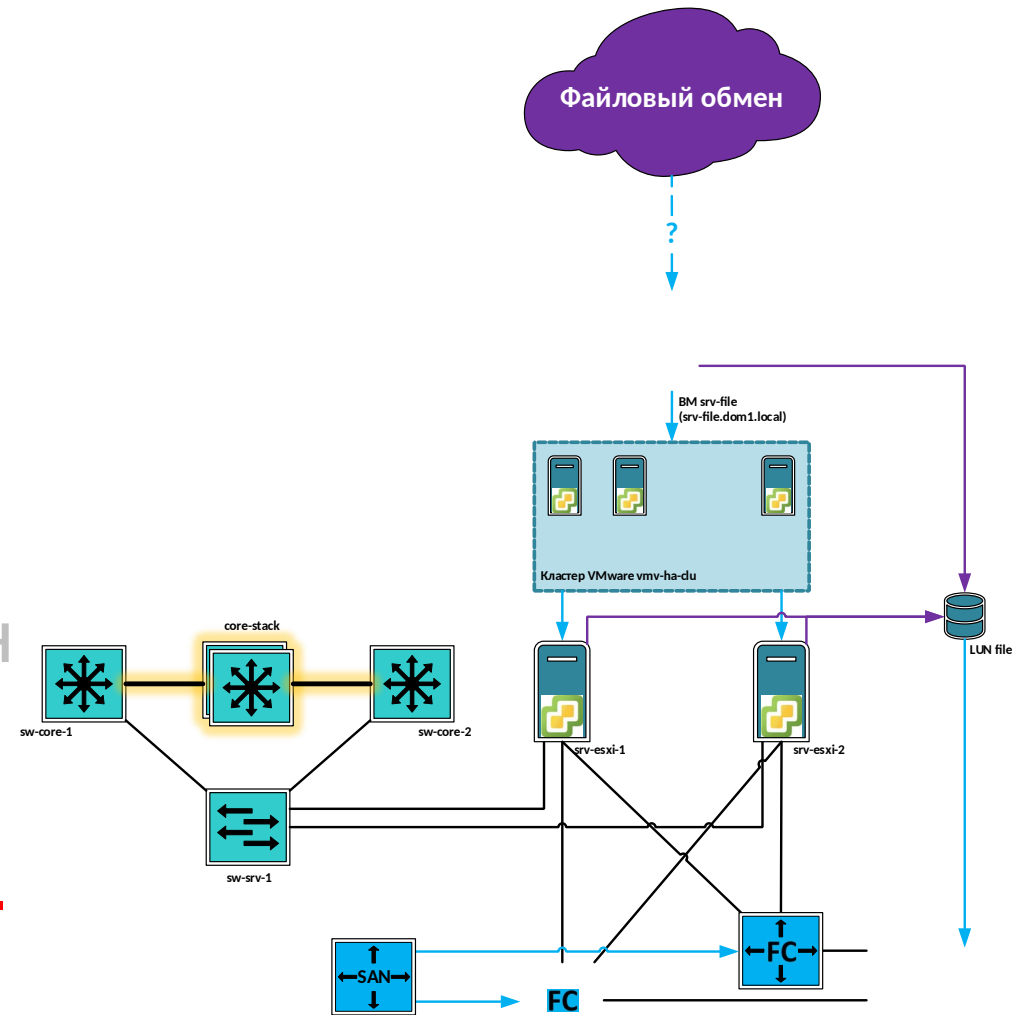 Файловый обмен
?
ВМ srv-file
(srv-file.dom1.local)
Кластер VMware vmv-ha-clu
core-stack
sw-core-1
sw-core-2
srv-esxi-1
srv-esxi-2
LUN file
sw-srv-1
FC
SAN
FC